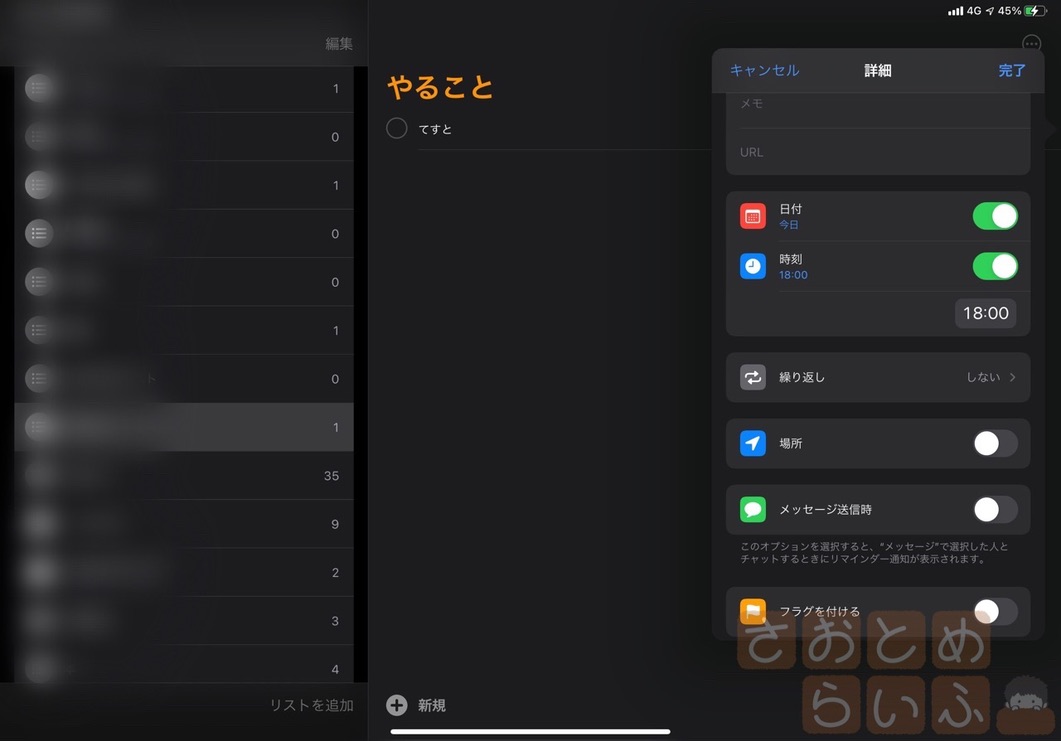 4G 45%
編集
1
0
1
0
0
1
0
1
35
9
2
3
4
リストを追加
やること
てすと
新規
キャンセル 詳細 完了
メモ
URL
日付
今日
時刻
18:00
18:00
繰り返し しない
場所
メッセージ送信時
このオプションを選択すると、“メッセージ”で選択した人と
チャットするときにリマインダー通知が表示されます。
フラグを付ける
さおとめ
らいふ